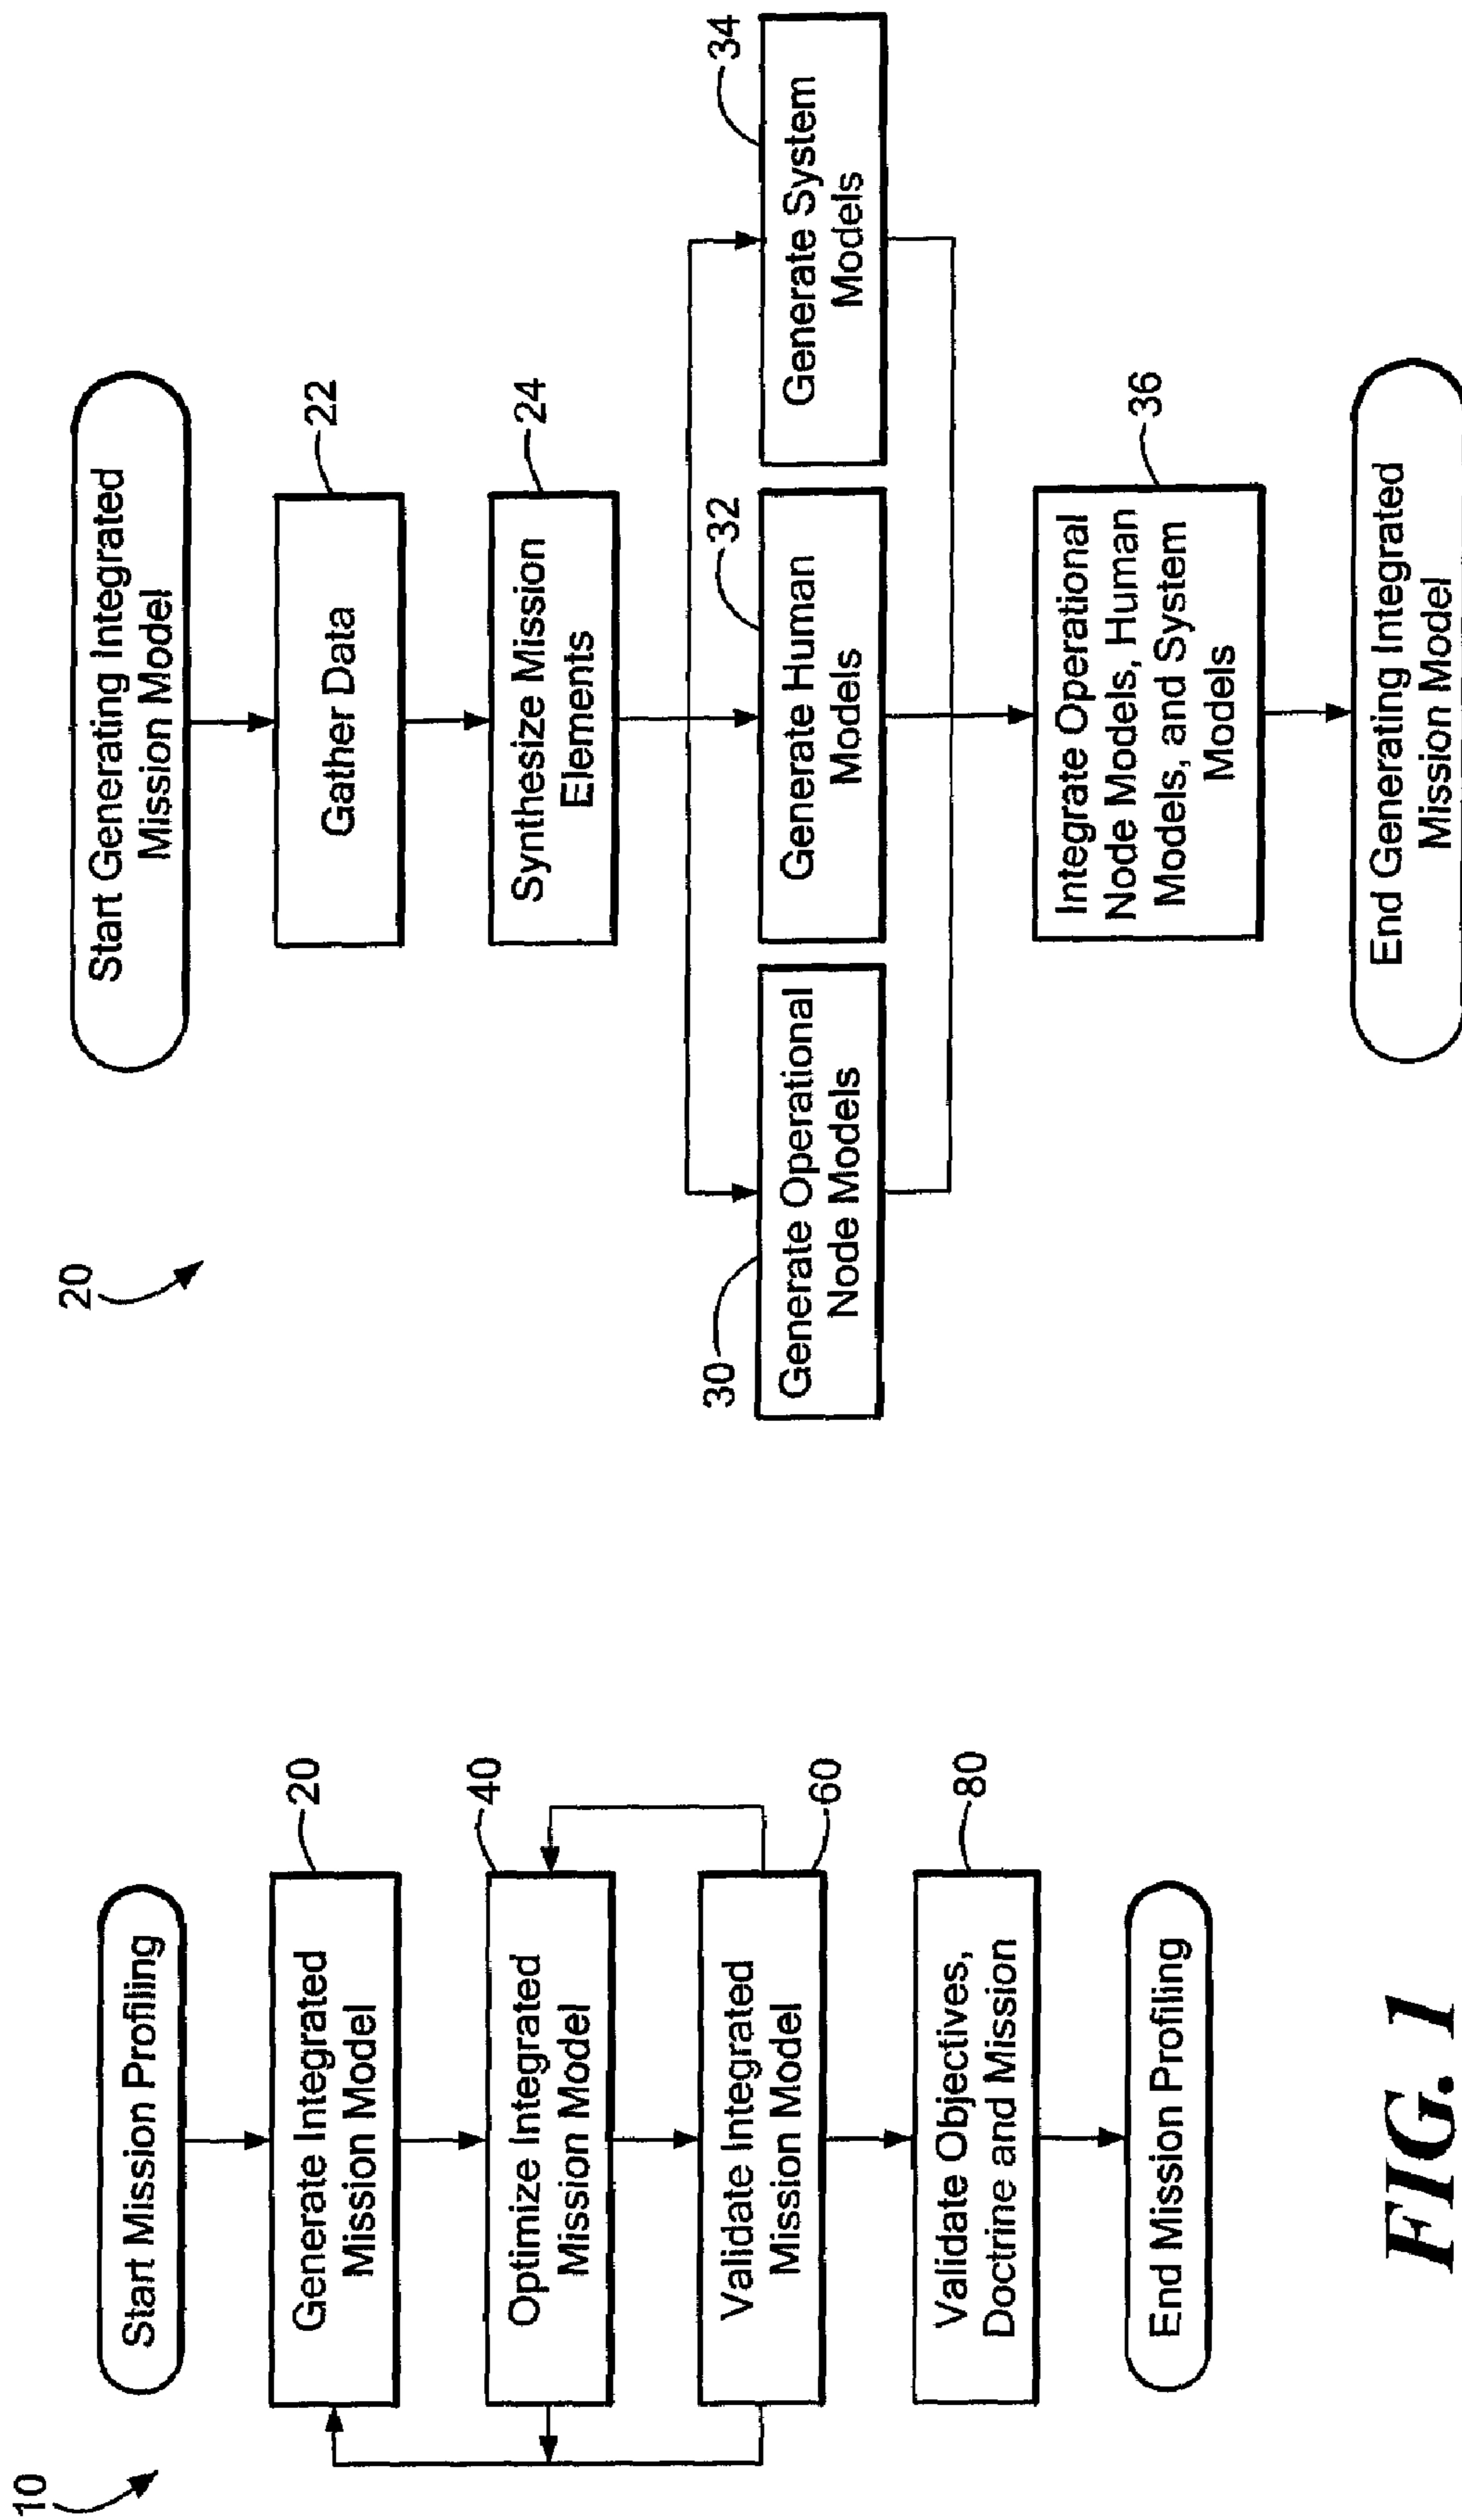 10
Start Mission Profiling
20
Generate Integrated
Mission Model
40
Optimize Integrated
Mission Model
60
Validate Integrated
Mission Model
80
Validate Objectives,
Doctrine and Mission
End Mission Profiling
FIG. 1
20
Start Generating Integrated
Mission Model
22
Gather Data
24
Synthesize Mission
Elements
30
Generate Operational
Node Models
32
Generate Human
Models
34
Generate System
Models
36
Integrate Operational
Node Models, Human
Models, and System
Models
End Generating Integrated
Mission Model